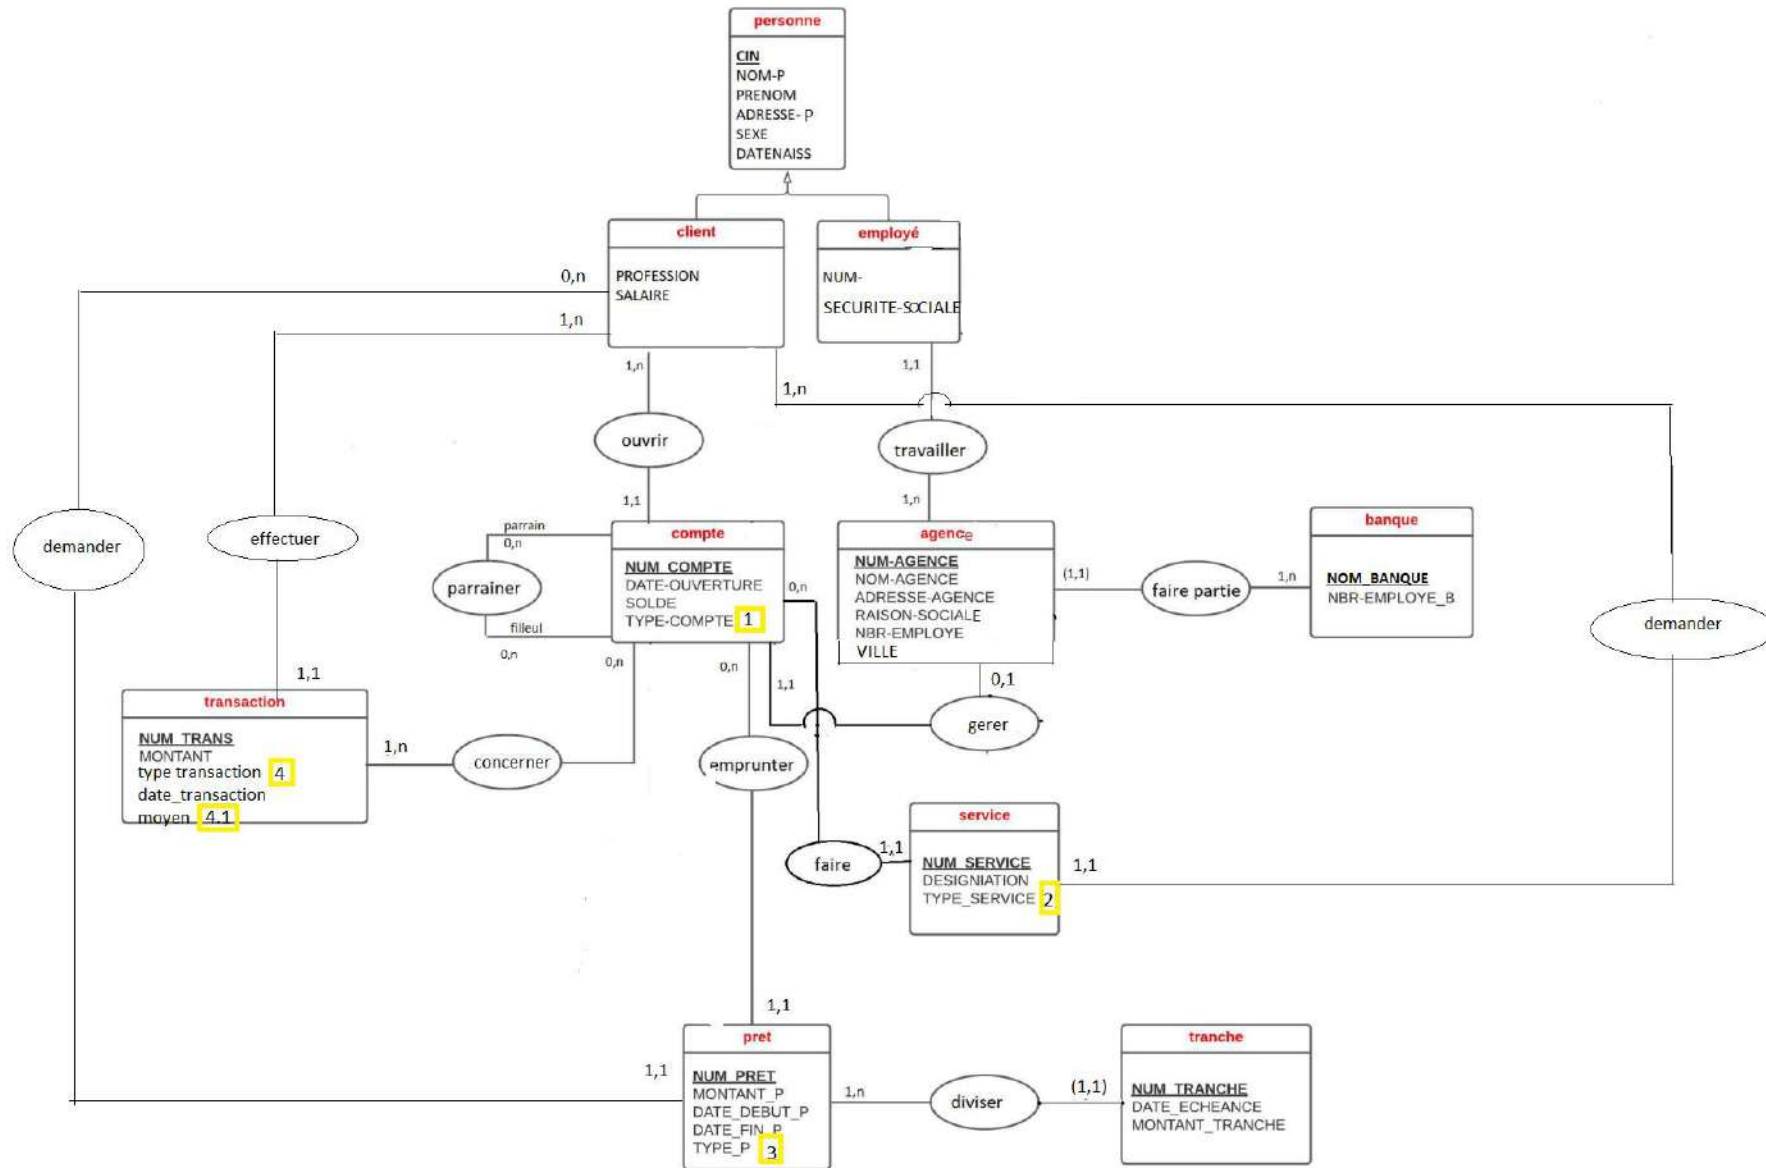 personne
CIN
NOM-P
PRENOM
ADRESSE- P
SEXE
DATENAISS
client
PROFESSION
SALAIRE
employé
NUM-
SECURITE-SOCIALE
0,n
1,n
1,n
1,1
1,n
ouvrir
travailler
1,1
1,n
demander
effectuer
parrain
0,n
parrainer
filleul
0,n
compte
NUM_COMPTE
DATE-OUVERTURE
SOLDE
TYPE-COMPTE 1
0,n
agence
NUM-AGENCE
NOM-AGENCE
ADRESSE-AGENCE
RAISON-SOCIALE
NBR-EMPLOYE
VILLE
(1,1)
faire partie
1,n
banque
NOM_BANQUE
NBR-EMPLOYE_B
demander
0,n
0,n
1,1
0,1
1,1
transaction
NUM_TRANS
MONTANT
type transaction 4
date_transaction
moyen 4.1
1,n
concerner
emprunter
gerer
faire
1,1
service
NUM_SERVICE
DESIGNIATION
TYPE_SERVICE 2
1,1
1,1
1,1
pret
NUM_PRET
MONTANT_P
DATE_DEBUT_P
DATE_FIN_P
TYPE_P 3
1,n
diviser
(1,1)
tranche
NUM_TRANCHE
DATE_ECHEANCE
MONTANT_TRANCHE